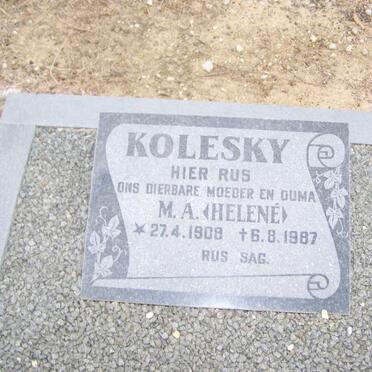 KOLESKY
HIER RUS
ONS DIERBARE MOEDER EN OUMA
M.A. (HELENÉ)
* 27.4.1908 + 6.8.1987
RUS SAG.